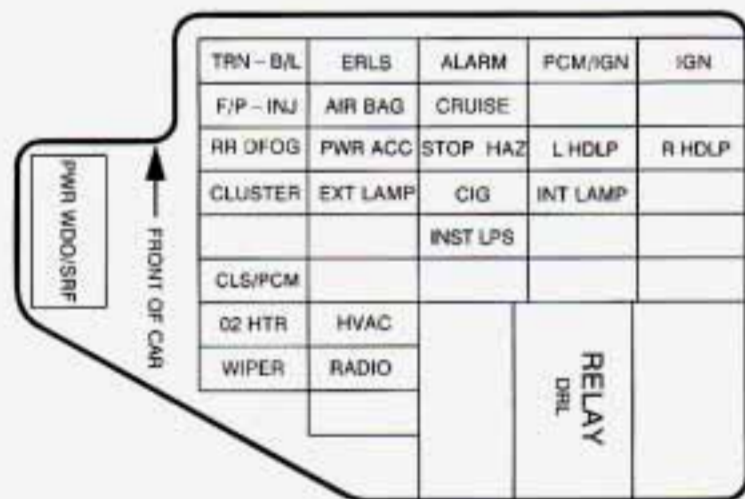 TRN – B/L ERLS ALARM PCM/IGN IGN
F/P – INJ AIR BAG CRUISE
RR DFOG PWR ACC STOP HAZ L HDLP R HDLP
CLUSTER EXT LAMP CIG INT LAMP
INST LPS
CLS/PCM
02 HTR HVAC
WIPER RADIO
PWR WDO/SRF
FRONT OF CAR
RELAY
DRL